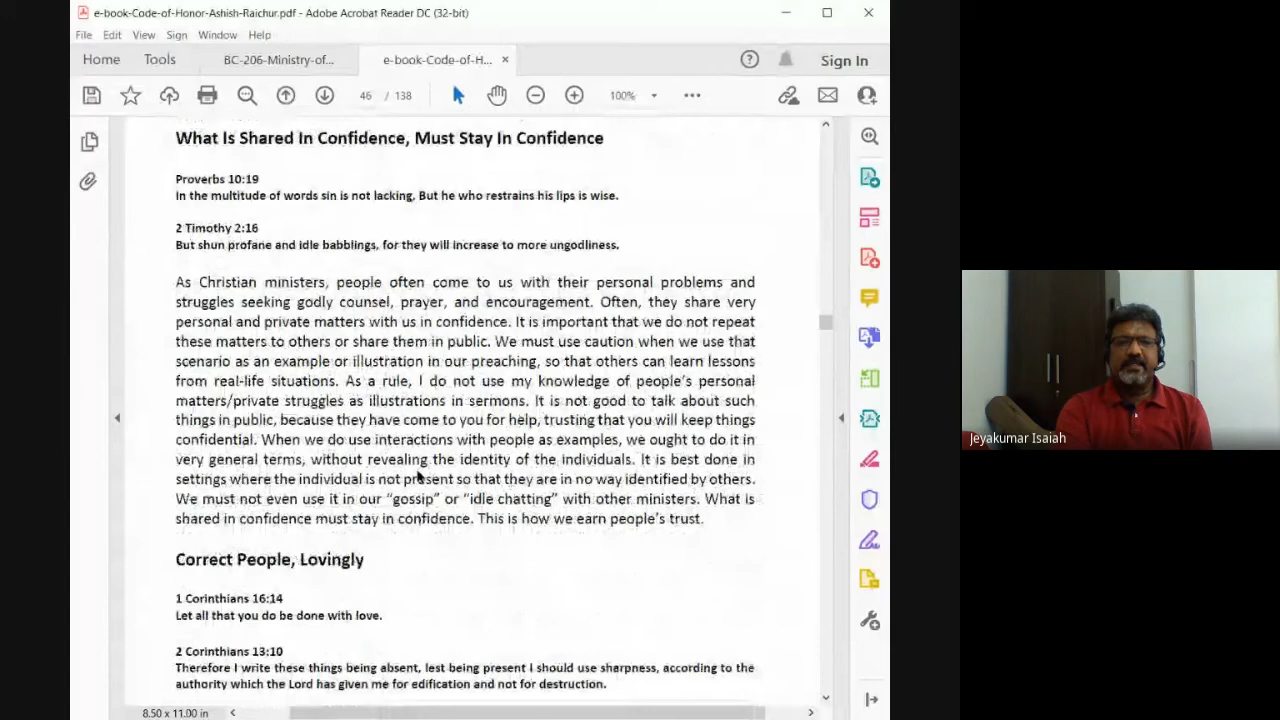 e-book-Code-of-Honor-Ashish-Raichur.pdf - Adobe Acrobat Reader DC (32-bit)
File Edit View Sign Window Help
Home Tools BC-206-Ministry-of... e-book-Code-of-H... × Sign In
46 / 138 100%
What Is Shared In Confidence, Must Stay In Confidence
Proverbs 10:19
In the multitude of words sin is not lacking, But he who restrains his lips is wise.
2 Timothy 2:16
But shun profane and idle babblings, for they will increase to more ungodliness.
As Christian ministers, people often come to us with their personal problems and
struggles seeking godly counsel, prayer, and encouragement. Often, they share very
personal and private matters with us in confidence. It is important that we do not repeat
these matters to others or share them in public. We must use caution when we use that
scenario as an example or illustration in our preaching, so that others can learn lessons
from real-life situations. As a rule, I do not use my knowledge of people's personal
matters/private struggles as illustrations in sermons. It is not good to talk about such
things in public, because they have come to you for help, trusting that you will keep things
confidential. When we do use interactions with people as examples, we ought to do it in
very general terms, without revealing the identity of the individuals. It is best done in
settings where the individual is not present so that they are in no way identified by others.
We must not even use it in our "gossip" or "idle chatting" with other ministers. What is
shared in confidence must stay in confidence. This is how we earn people's trust.
Correct People, Lovingly
1 Corinthians 16:14
Let all that you do be done with love.
2 Corinthians 13:10
Therefore I write these things being absent, lest being present I should use sharpness, according to the
authority which the Lord has given me for edification and not for destruction.
8.50 x 11.00 in
Jeyakumar Isaiah